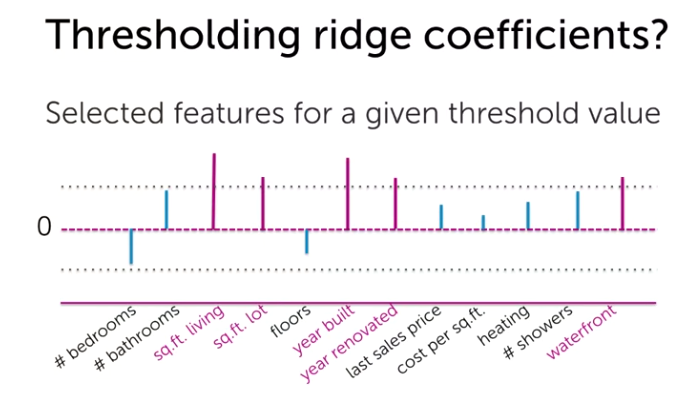 Thresholding ridge coefficients?
Selected features for a given threshold value
0
# bedrooms
# bathrooms
sq.ft. living
sq.ft. lot
floors
year built
year renovated
last sales price
cost per sq.ft.
heating
# showers
waterfront